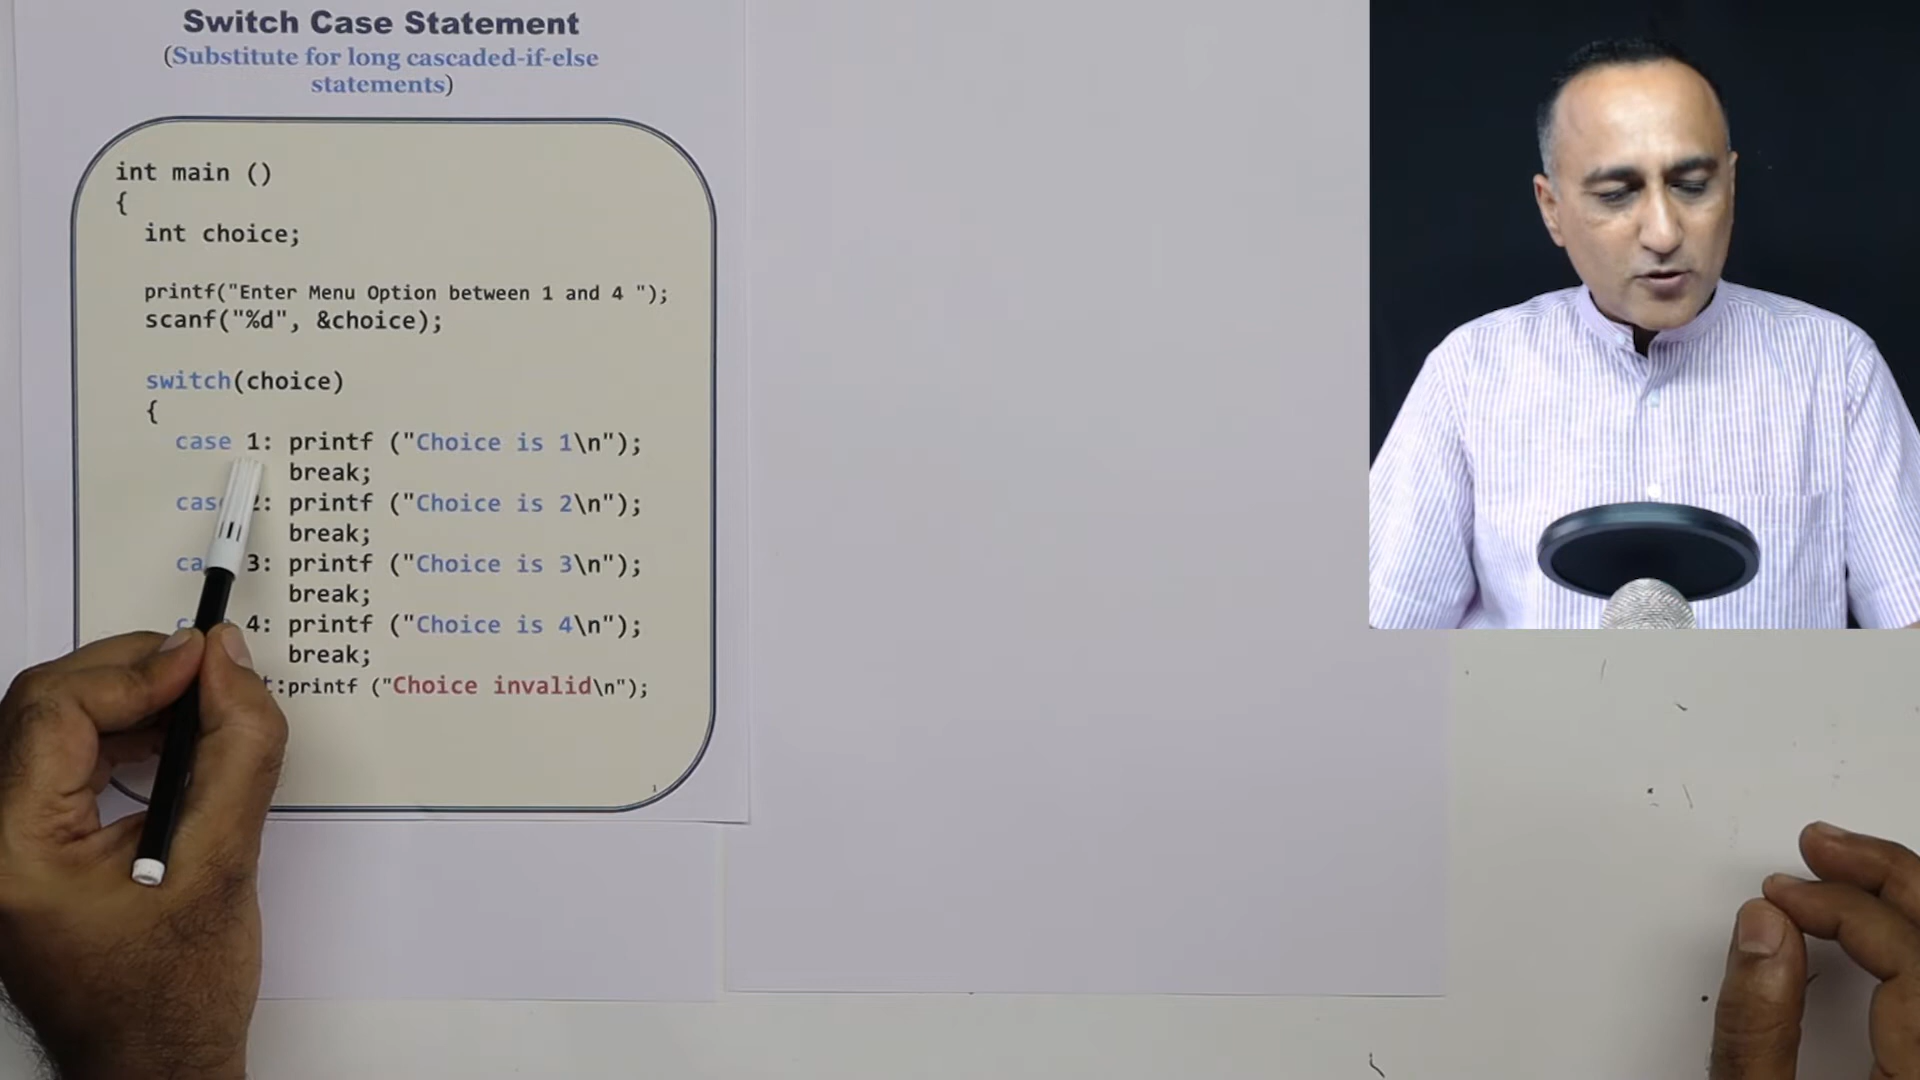 Switch Case Statement
(Substitute for long cascaded-if-else
statements)
int main ()
{
int choice;
printf("Enter Menu Option between 1 and 4 ");
scanf("%d", &choice);
switch(choice)
{
case 1: printf ("Choice is 1\n");
break;
2: printf ("Choice is 2\n");
break;
3: printf ("Choice is 3\n");
break;
4: printf ("Choice is 4\n");
break;
t:printf ("Choice invalid\n");
1